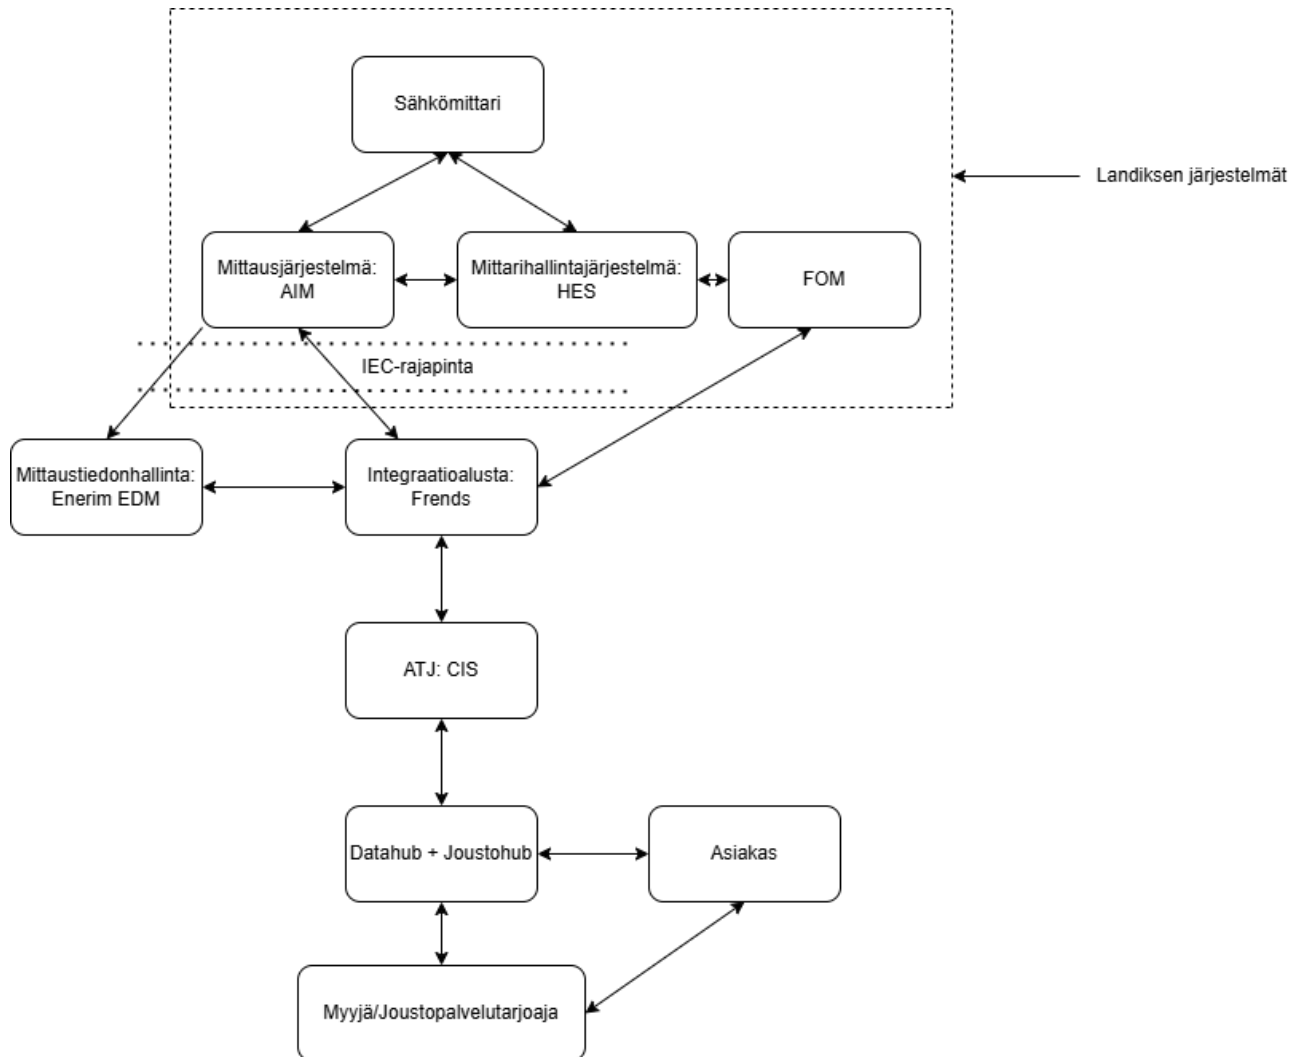 Sähkömittari
Landiksen järjestelmät
Mittausjärjestelmä:
AIM
Mittarihallintajärjestelmä:
HES
FOM
IEC-rajapinta
Mittaustiedonhallinta:
Enerim EDM
Integraatioalusta:
Frends
ATJ: CIS
Datahub + Joustohub
Asiakas
Myyjä/Joustopalvelutarjoaja